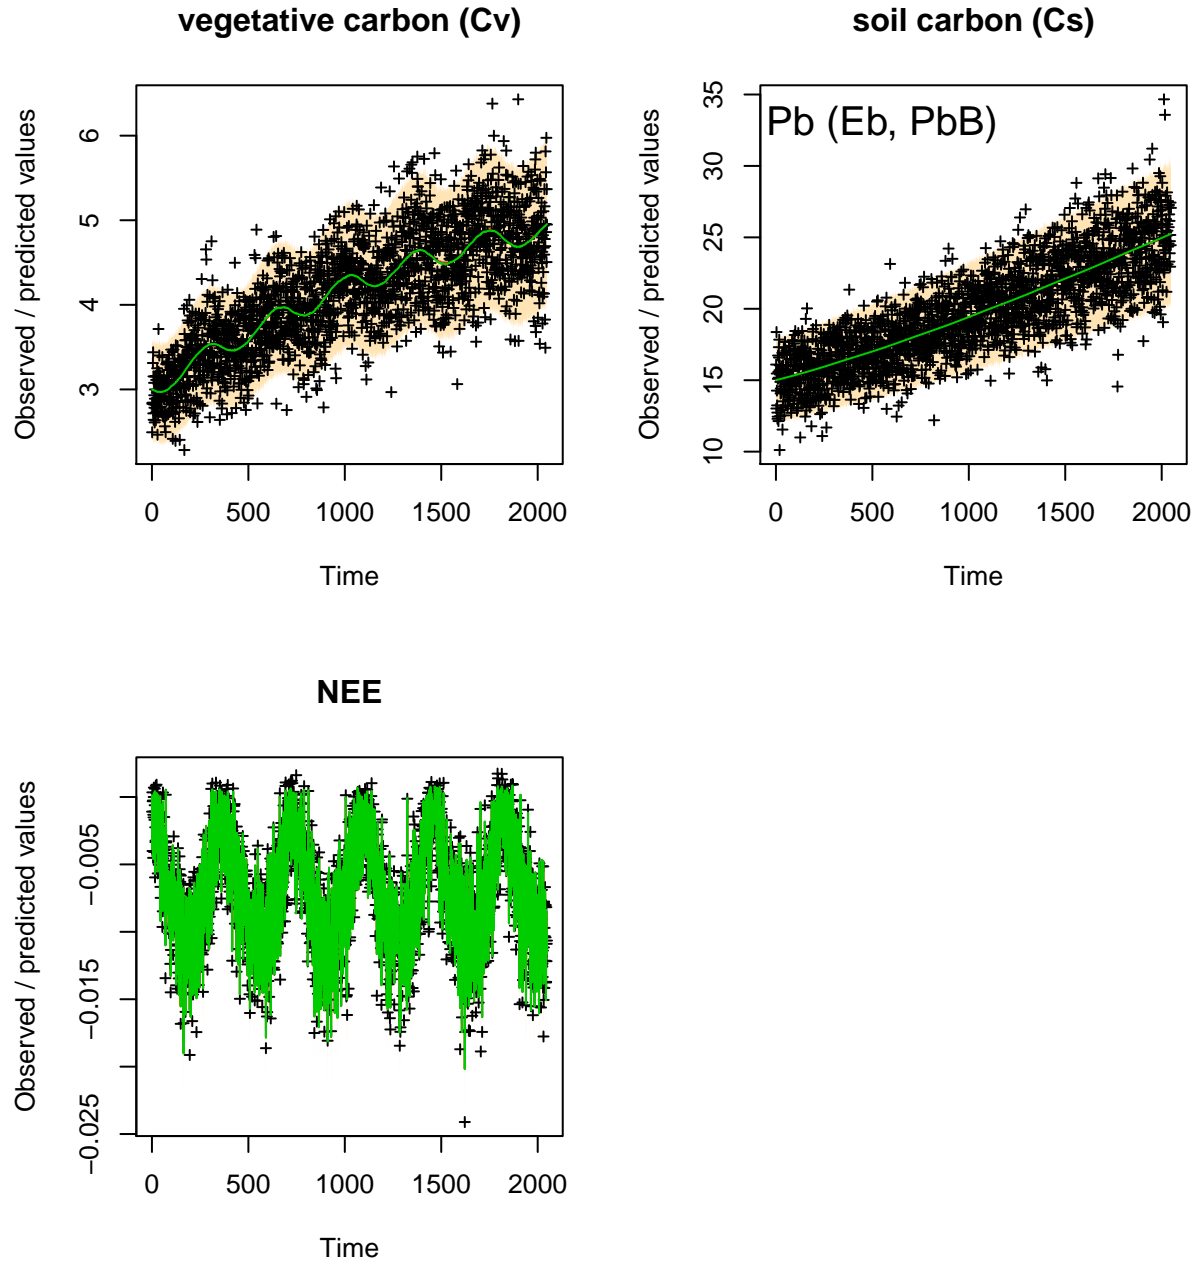 vegetative carbon (Cv)
Observed / predicted values
6
5
4
3
0 500 1000 1500 2000
Time
soil carbon (Cs)
Observed / predicted values
35
30
25
20
15
10
Pb (Eb, PbB)
0 500 1000 1500 2000
Time
NEE
Observed / predicted values
−0.005
−0.015
−0.025
0 500 1000 1500 2000
Time